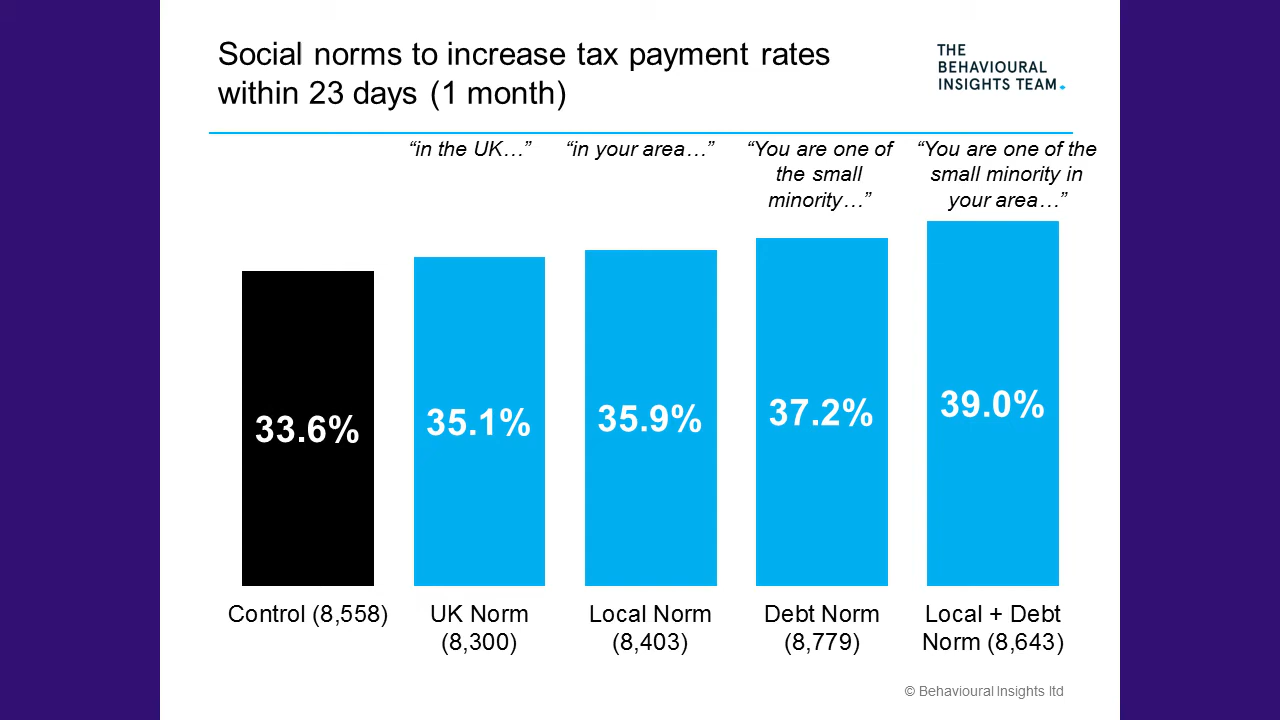 Social norms to increase tax payment rates
within 23 days (1 month)
THE
BEHAVIOURAL
INSIGHTS TEAM
“in the UK…”
“in your area…”
“You are one of
the small
minority…”
“You are one of the
small minority in
your area…”
33.6%
35.1%
35.9%
37.2%
39.0%
Control (8,558)
UK Norm
(8,300)
Local Norm
(8,403)
Debt Norm
(8,779)
Local + Debt
Norm (8,643)
© Behavioural Insights ltd